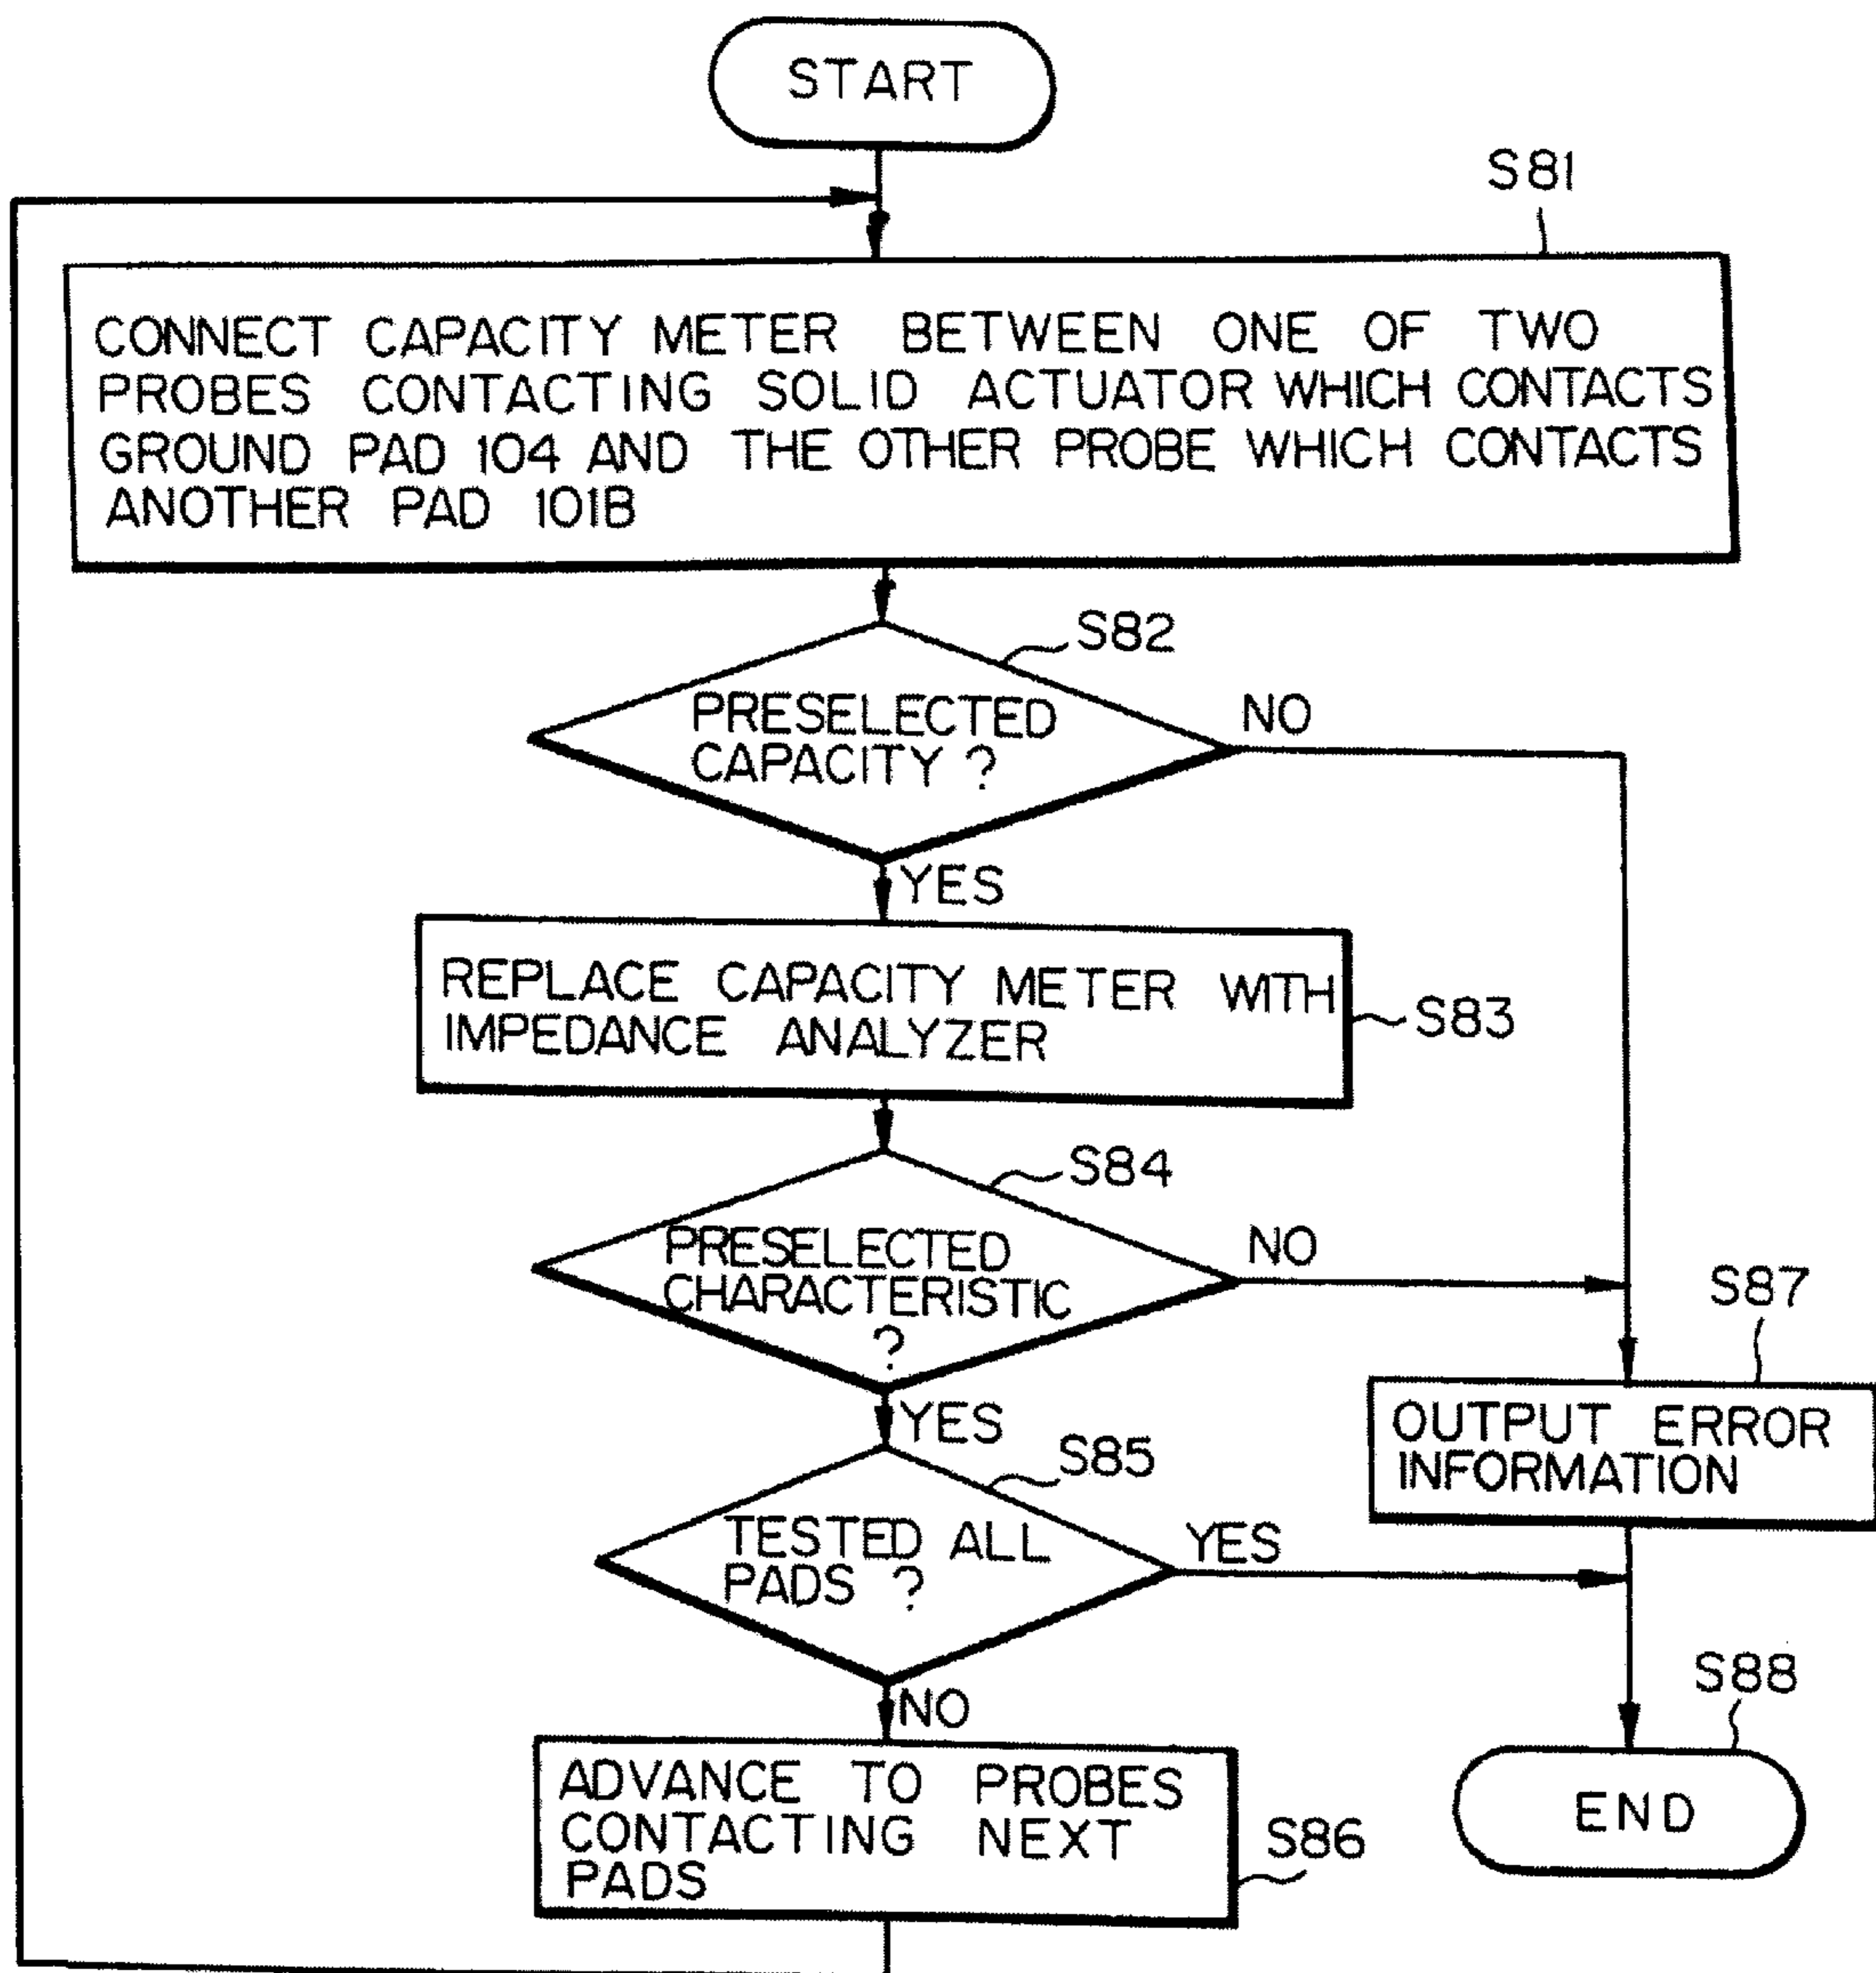 START
S81
CONNECT CAPACITY METER BETWEEN ONE OF TWO
PROBES CONTACTING SOLID ACTUATOR WHICH CONTACTS
GROUND PAD 104 AND THE OTHER PROBE WHICH CONTACTS
ANOTHER PAD 101B
S82
PRESELECTED
CAPACITY ?
NO
YES
REPLACE CAPACITY METER WITH
IMPEDANCE ANALYZER
S83
S84
PRESELECTED
CHARACTERISTIC
?
NO
YES
S87
OUTPUT ERROR
INFORMATION
S85
TESTED ALL
PADS ?
YES
NO
S88
END
ADVANCE TO PROBES
CONTACTING NEXT
PADS
S86